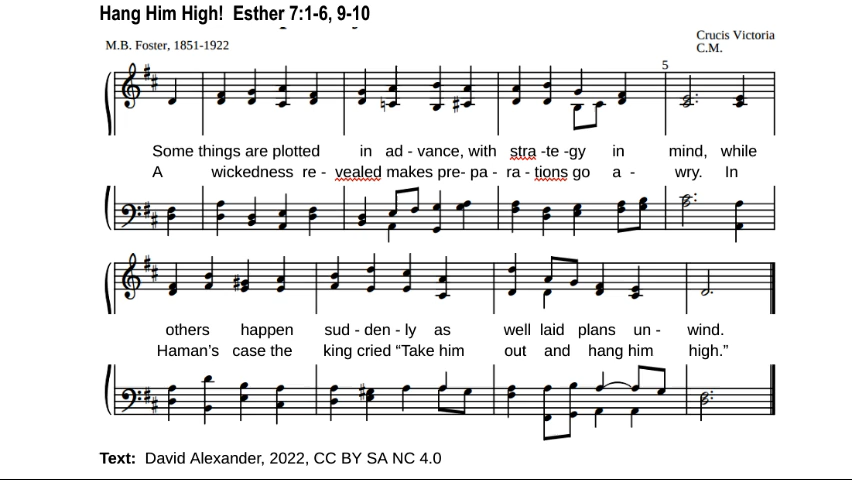 Hang Him High! Esther 7:1-6, 9-10
M.B. Foster, 1851-1922
Crucis Victoria
C.M.
5
Some things are plotted in ad - vance, with stra -te -gy in mind, while
A wickedness re - vealed makes pre- pa - ra - tions go a - wry. In
others happen sud - den - ly as well laid plans un - wind.
Haman's case the king cried “Take him out and hang him high.”
Text: David Alexander, 2022, CC BY SA NC 4.0